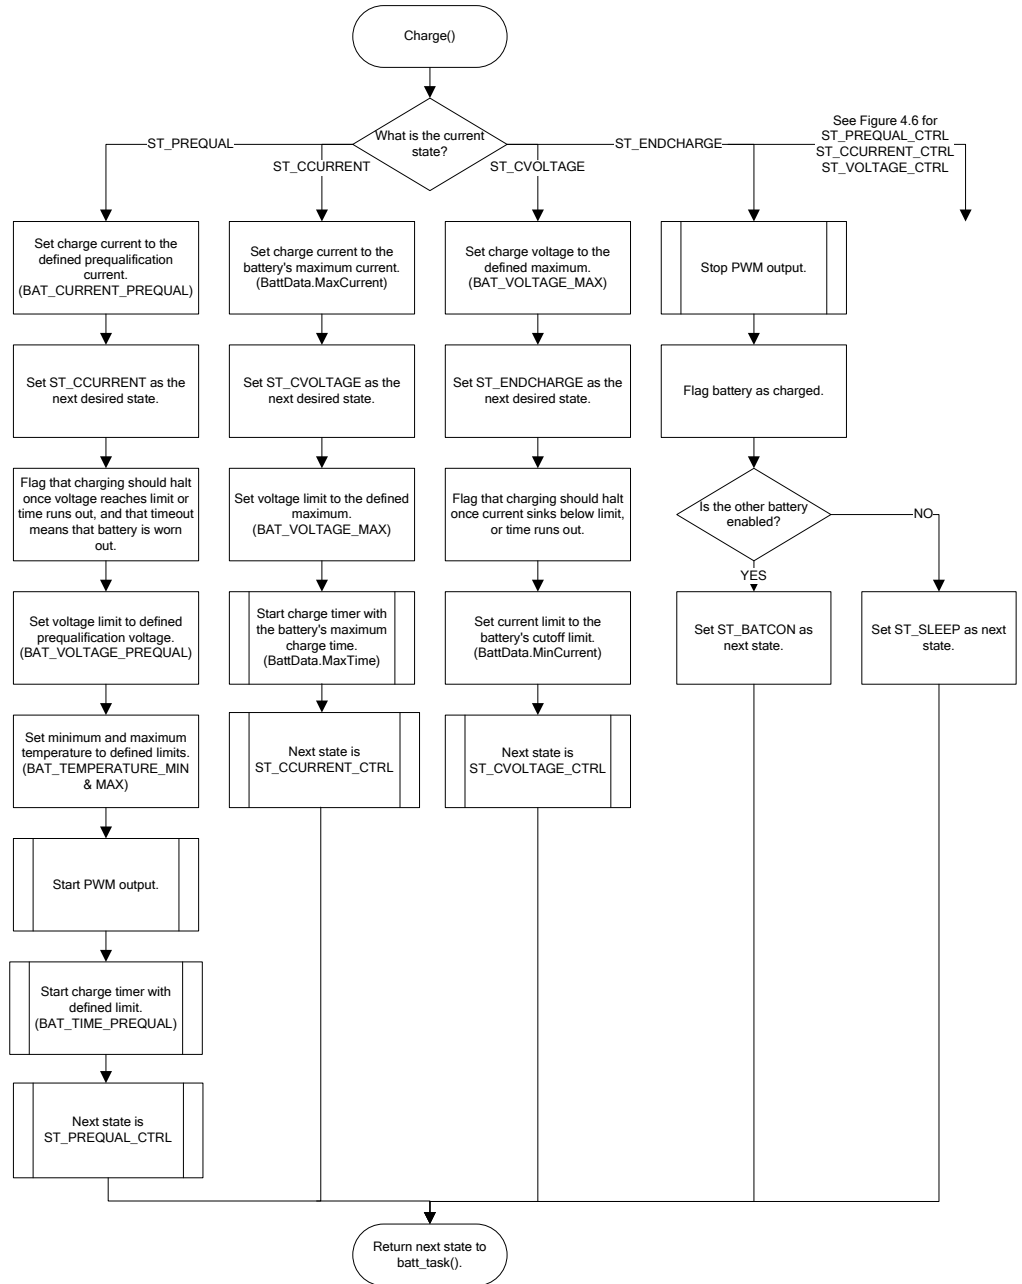 Charge()
What is the current
state?
ST_PREQUAL
ST_CCURRENT
ST_CVOLTAGE
ST_ENDCHARGE
See Figure 4.6 for
ST_PREQUAL_CTRL
ST_CCURRENT_CTRL
ST_VOLTAGE_CTRL
Set charge current to the
defined prequalification
current.
(BAT_CURRENT_PREQUAL)
Set ST_CCURRENT as the
next desired state.
Flag that charging should halt
once voltage reaches limit or
time runs out, and that timeout
means that battery is worn
out.
Set voltage limit to defined
prequalification voltage.
(BAT_VOLTAGE_PREQUAL)
Set minimum and maximum
temperature to defined limits.
(BAT_TEMPERATURE_MIN
& MAX)
Start PWM output.
Start charge timer with
defined limit.
(BAT_TIME_PREQUAL)
Next state is
ST_PREQUAL_CTRL
Set charge current to the
battery's maximum current.
(BattData.MaxCurrent)
Set ST_CVOLTAGE as the
next desired state.
Set voltage limit to the defined
maximum.
(BAT_VOLTAGE_MAX)
Start charge timer with
the battery's maximum
charge time.
(BattData.MaxTime)
Next state is
ST_CCURRENT_CTRL
Set charge voltage to the
defined maximum.
(BAT_VOLTAGE_MAX)
Set ST_ENDCHARGE as the
next desired state.
Flag that charging should halt
once current sinks below limit,
or time runs out.
Set current limit to the
battery's cutoff limit.
(BattData.MinCurrent)
Next state is
ST_CVOLTAGE_CTRL
Stop PWM output.
Flag battery as charged.
Is the other battery
enabled?
NO
YES
Set ST_BATCON as
next state.
Set ST_SLEEP as next
state.
Return next state to
batt_task().